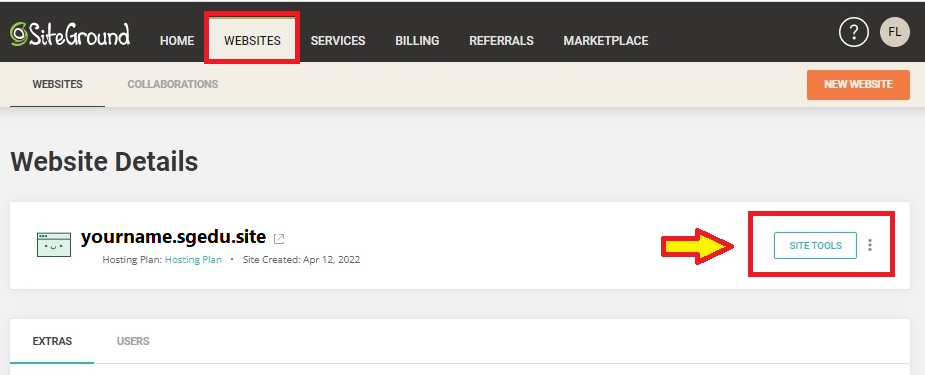 SiteGround HOME WEBSITES SERVICES BILLING REFERRALS MARKETPLACE ? FL
WEBSITES COLLABORATIONS NEW WEBSITE
Website Details
yourname.sgedu.site SITE TOOLS
Hosting Plan: Hosting Plan • Site Created: Apr 12, 2022
EXTRAS USERS